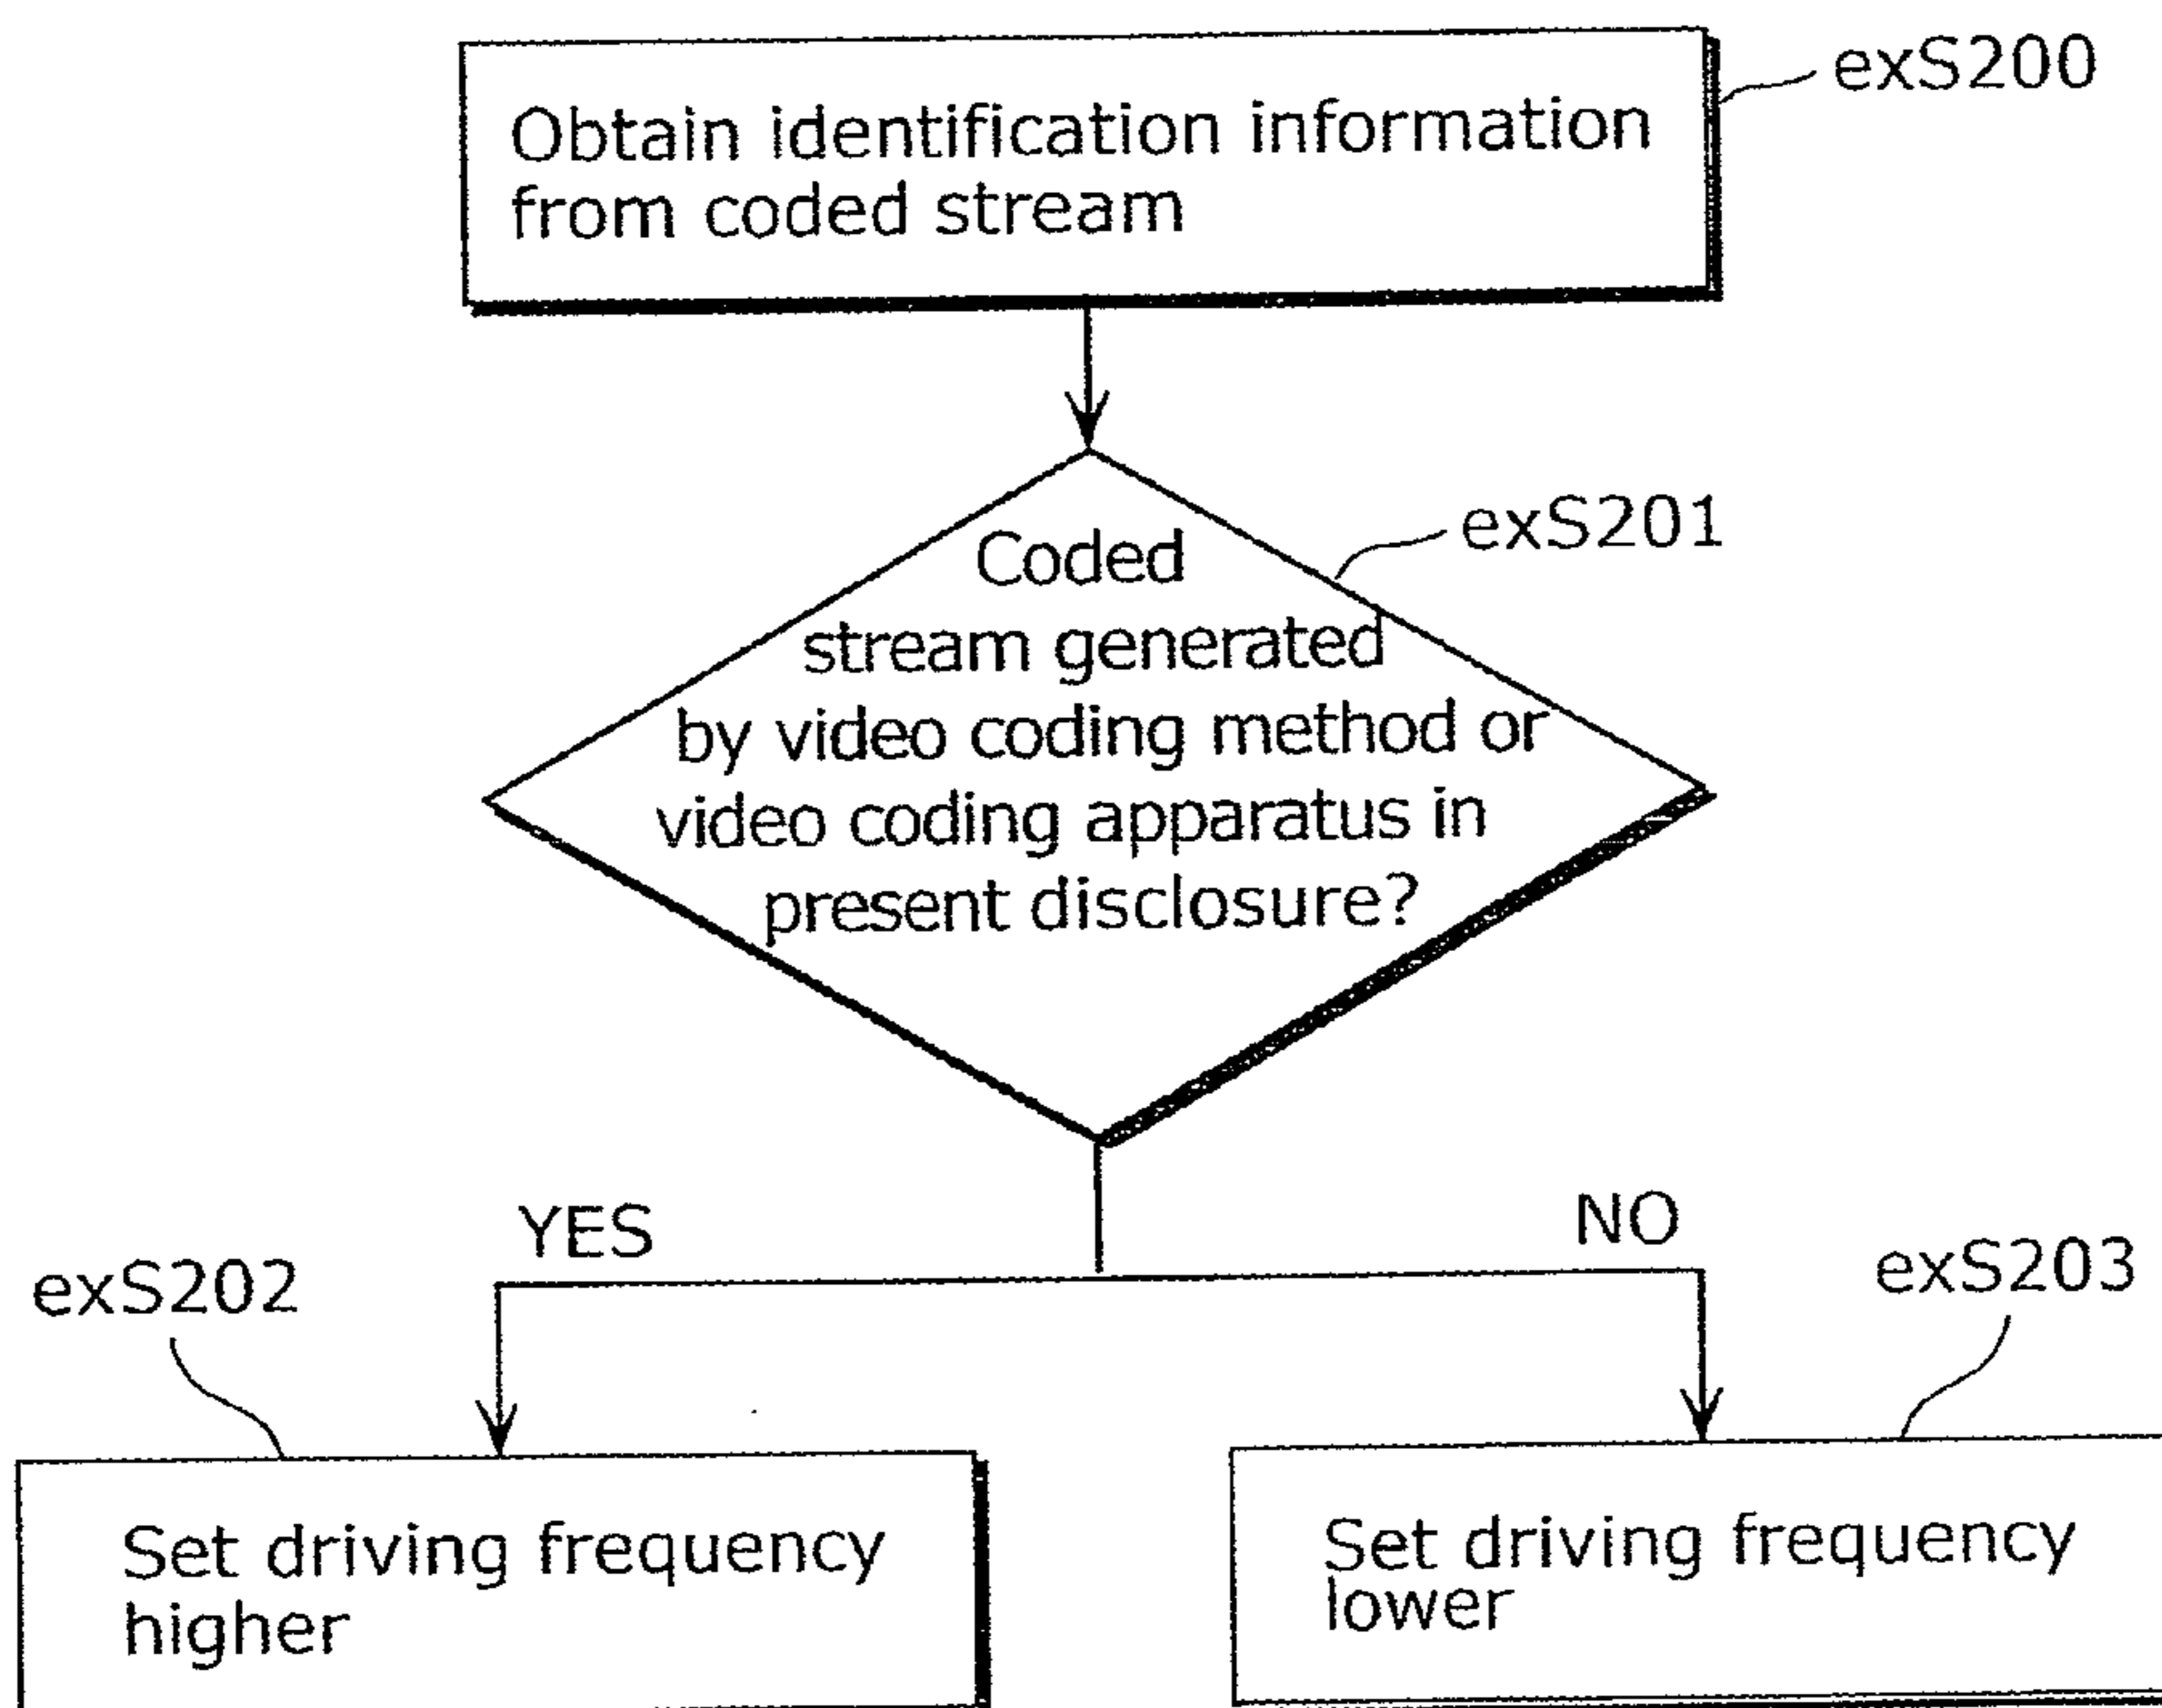 exS200
Obtain identification information
from coded stream
exS201
Coded
stream generated
by video coding method or
video coding apparatus in
present disclosure?
YES
NO
exS202
exS203
Set driving frequency
higher
Set driving frequency
lower